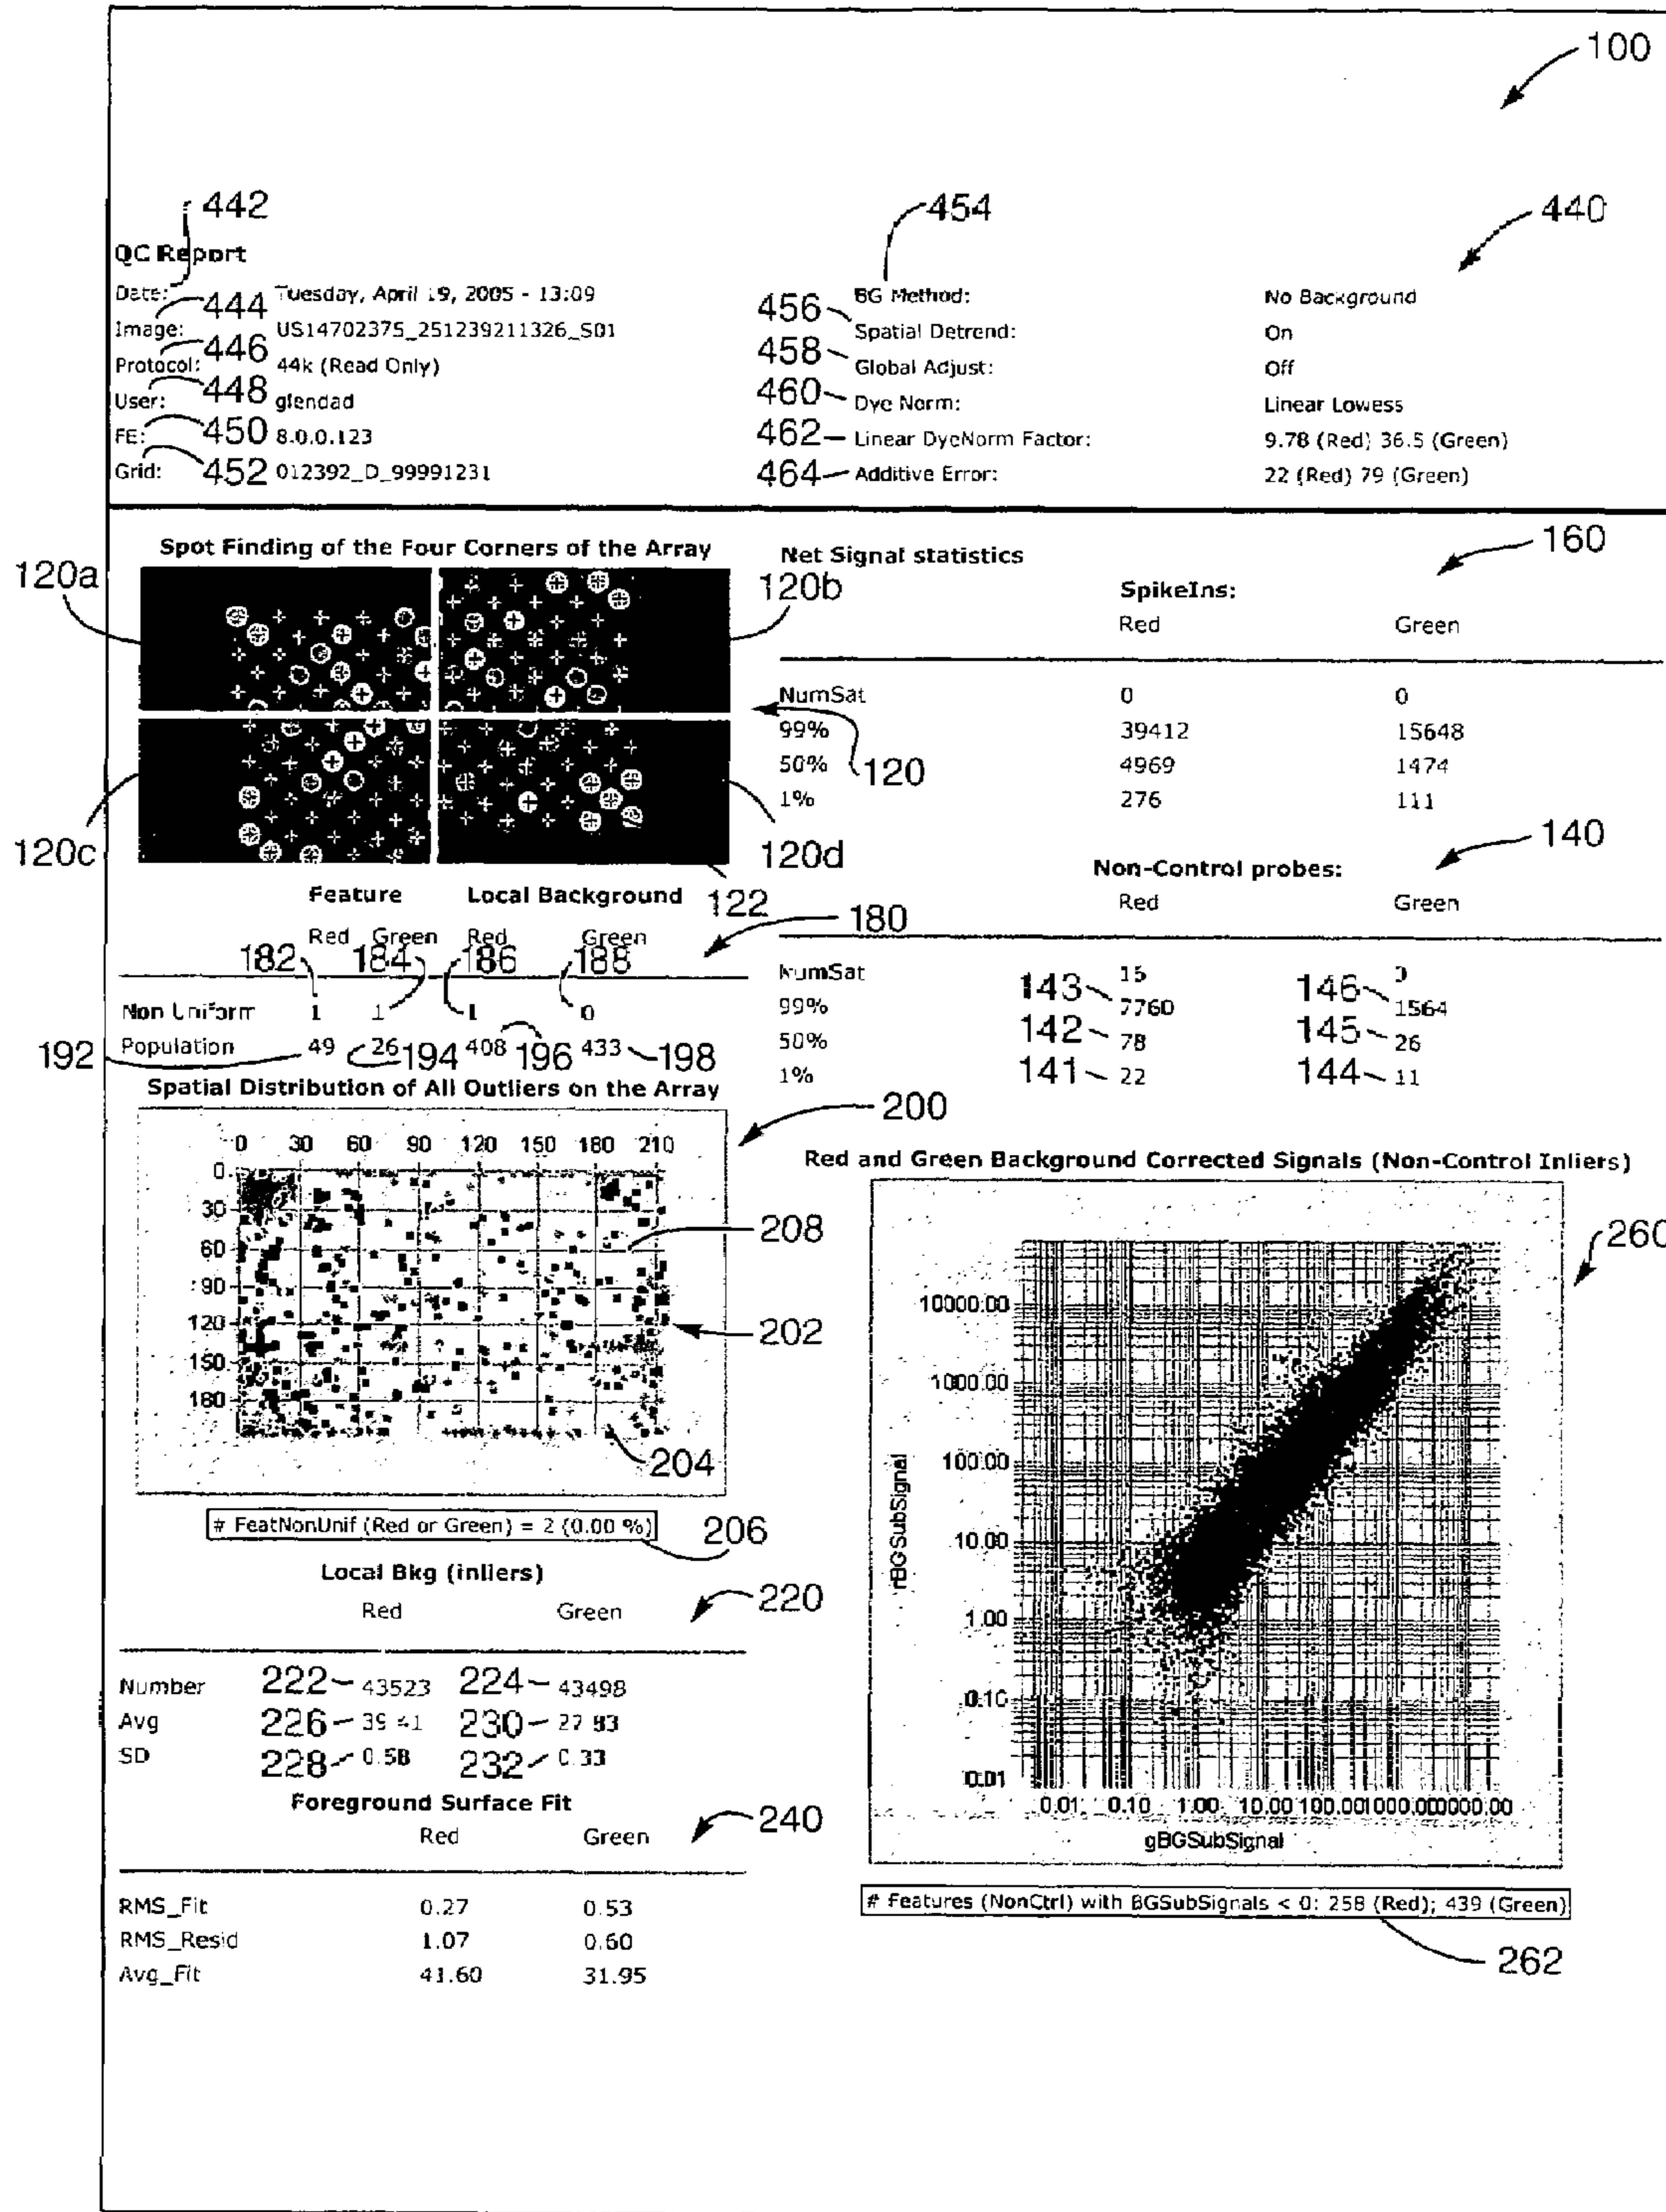 100
442
454
440
QC Report
Date: 444 Tuesday, April 19, 2005 - 13:09
Image: 446 US14702375_251239211326_S01
Protocol: 448 44k (Read Only)
User: 450 glendad
FE: 452 8.0.0.123
Grid: 012392_D_99991231
BG Method: No Background
456 Spatial Detrend: On
458 Global Adjust: Off
460 Dye Norm: Linear Lowess
462 Linear DyeNorm Factor: 9.78 (Red) 36.5 (Green)
464 Additive Error: 22 (Red) 79 (Green)
Spot Finding of the Four Corners of the Array
120a
120b
120
120c
120d
122
Net Signal statistics
160
SpikeIns:
Red Green
NumSat 0 0
99% 39412 15648
50% 4969 1474
1% 276 111
140
Non-Control probes:
Red Green
NumSat 15
99% 143 7760 146 1564
50% 142 78 145 26
1% 141 22 144 11
Feature Local Background
180
Red Green Red Green
182 184 186 188
Non Uniform 1 1 1 0
192 Population 49 26 194 408 196 433 198
Spatial Distribution of All Outliers on the Array
200
0 30 60 90 120 150 180 210
0
30
60
90
120
150
180
208
202
204
# FeatNonUnif (Red or Green) = 2 (0.00 %)
206
Local Bkg (inliers)
220
Red Green
Number 222 43523 224 43498
Avg 226 39.41 230 27
SD 228 0.58 232 0.33
Foreground Surface Fit
240
Red Green
RMS_Fit 0.27 0.53
RMS_Resid 1.07 0.60
Avg_Fit 41.60 31.95
Red and Green Background Corrected Signals (Non-Control Inliers)
260
rBGSubSignal
10000.00
1000.00
100.00
10.00
1.00
0.10
0.01
0.01 0.10 1.00 10.00 100.00
gBGSubSignal
# Features (NonCtrl) with BGSubSignals < 0: 258 (Red); 439 (Green)
262